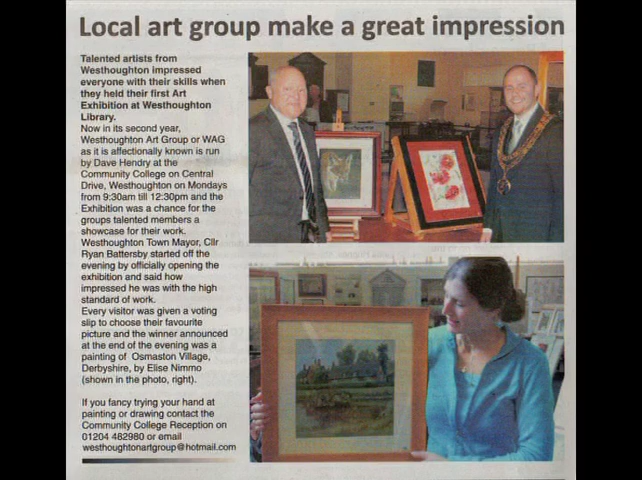 Local art group make a great impression
Talented artists from
Westhoughton impressed
everyone with their skills when
they held their first Art
Exhibition at Westhoughton
Library.
Now in its second year,
Westhoughton Art Group or WAG
as it is affectionally known is run
by Dave Hendry at the
Community College on Central
Drive, Westhoughton on Mondays
from 9:30am till 12:30pm and the
Exhibition was a chance for the
groups talented members a
showcase for their work.
Westhoughton Town Mayor, Cllr
Ryan Battersby started off the
evening by officially opening the
exhibition and said how
impressed he was with the high
standard of work.
Every visitor was given a voting
slip to choose their favourite
picture and the winner announced
at the end of the evening was a
painting of Osmaston Village,
Derbyshire, by Elise Nimmo
(shown in the photo, right).
If you fancy trying your hand at
painting or drawing contact the
Community College Reception on
01204 482980 or email
westhoughtonartgroup@hotmail.com